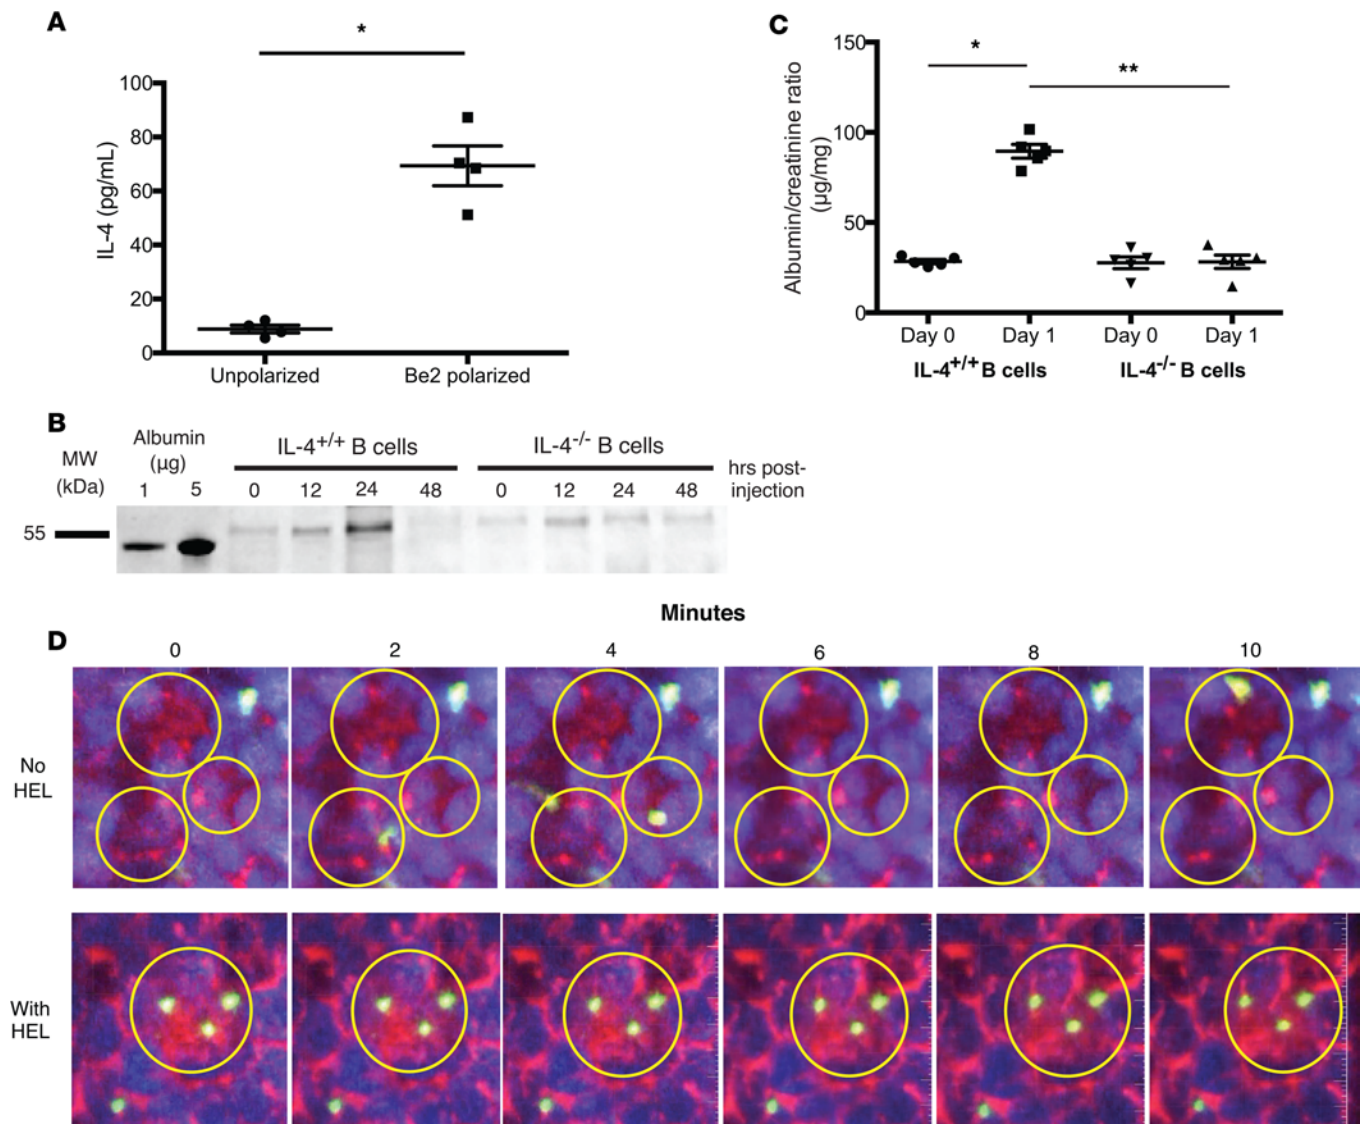 A
*
IL-4 (pg/mL)
100
80
60
40
20
0
Unpolarized
Be2 polarized
C
*
**
Albumin/creatinine ratio
(µg/mg)
150
100
50
0
Day 0 Day 1 Day 0 Day 1
IL-4+/+ B cells IL-4-/- B cells
B
MW
(kDa)
Albumin
(µg)
IL-4+/+ B cells
IL-4-/- B cells
hrs post-
injection
1 5 0 12 24 48 0 12 24 48
55
Minutes
D
0 2 4 6 8 10
No
HEL
With
HEL